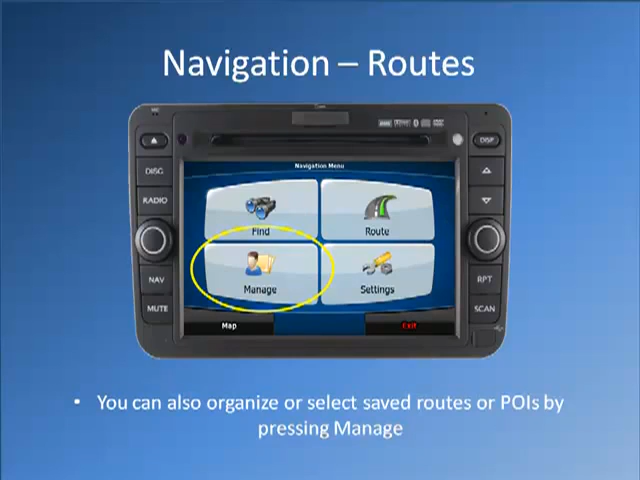 Navigation – Routes
DISP
DISC
RADIO
NAV
MUTE
RPT
SCAN
Navigation Menu
Find
Route
Manage
Settings
Map
Exit
• You can also organize or select saved routes or POIs by
pressing Manage